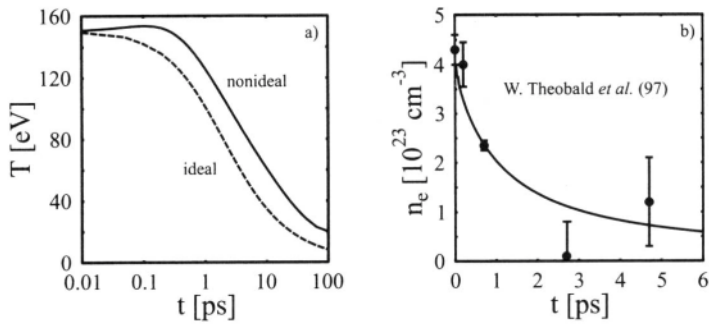 160
120
80
40
0
T [eV]
a)
nonideal
ideal
0.01 0.1 1 10 100
t [ps]
5
4
3
2
1
0
n_e [10^23 cm^-3]
b)
W. Theobald et al. (97)
0 1 2 3 4 5 6
t [ps]